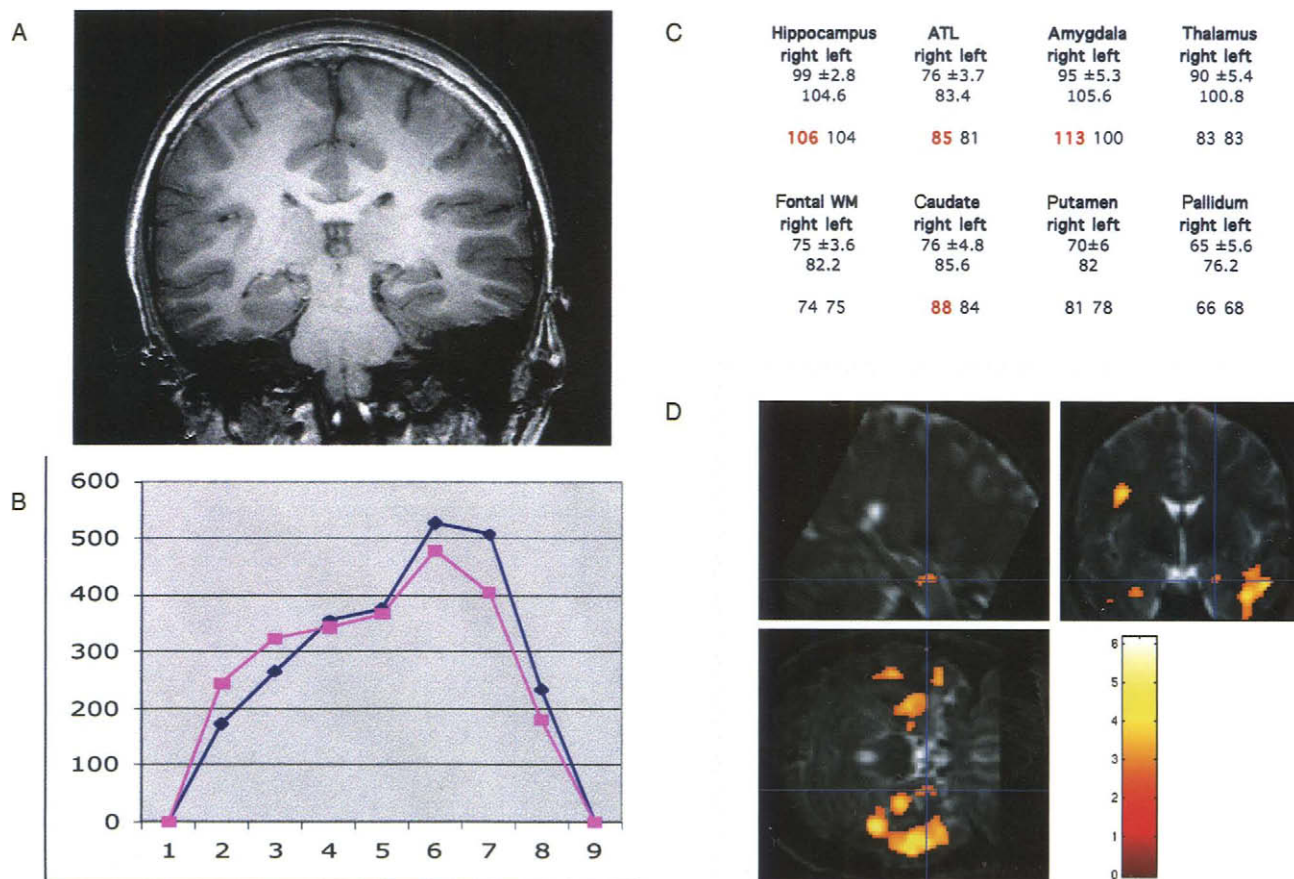 A
B
600
500
400
300
200
100
0
1 2 3 4 5 6 7 8 9
C
Hippocampus ATL Amygdala Thalamus
right left right left right left right left
99 ±2.8 76 ±3.7 95 ±5.3 90 ±5.4
104.6 83.4 105.6 100.8
106 104 85 81 113 100 83 83
Fontal WM Caudate Putamen Pallidum
right left right left right left right left
75 ±3.6 76 ±4.8 70±6 65 ±5.6
82.2 85.6 82 76.2
74 75 88 84 81 78 66 68
D
6
5
4
3
2
1
0